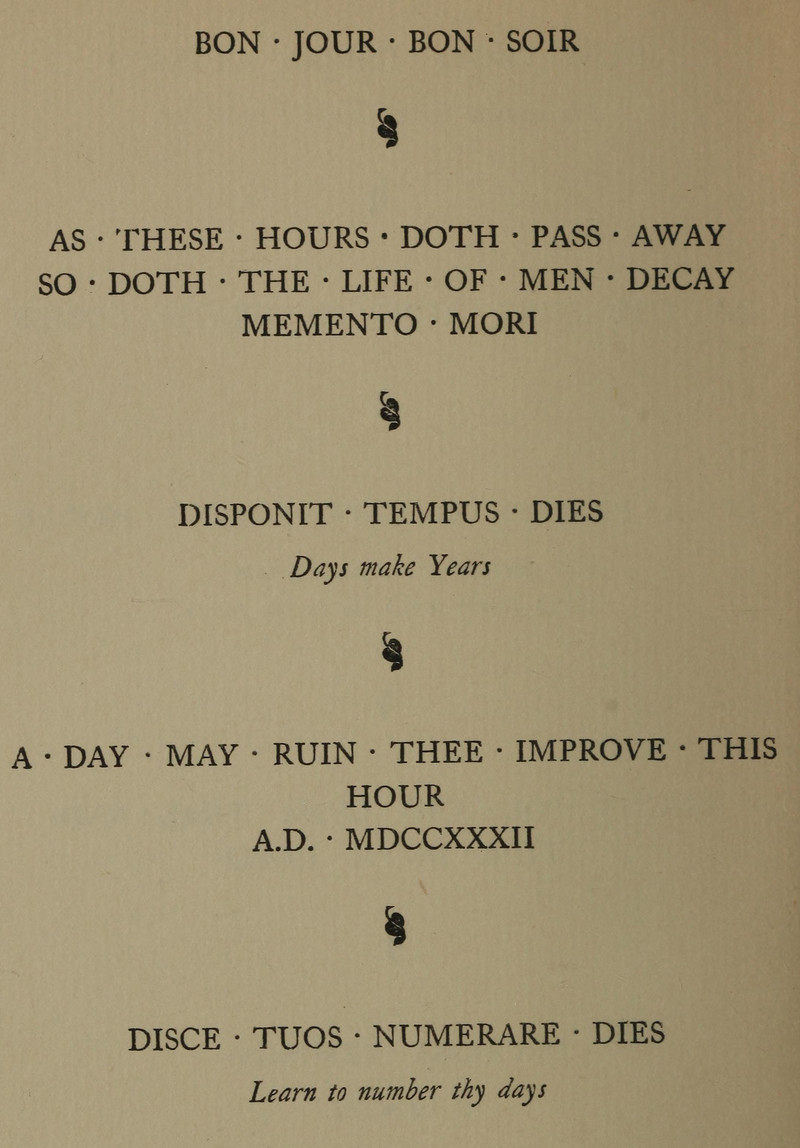 BON · JOUR · BON · SOIR
AS · THESE · HOURS · DOTH · PASS · AWAY
SO · DOTH · THE · LIFE · OF · MEN · DECAY
MEMENTO · MORI
DISPONIT · TEMPUS · DIES
Days make Years
A · DAY · MAY · RUIN · THEE · IMPROVE · THIS
HOUR
A.D. · MDCCXXXII
DISCE · TUOS · NUMERARE · DIES
Learn to number thy days